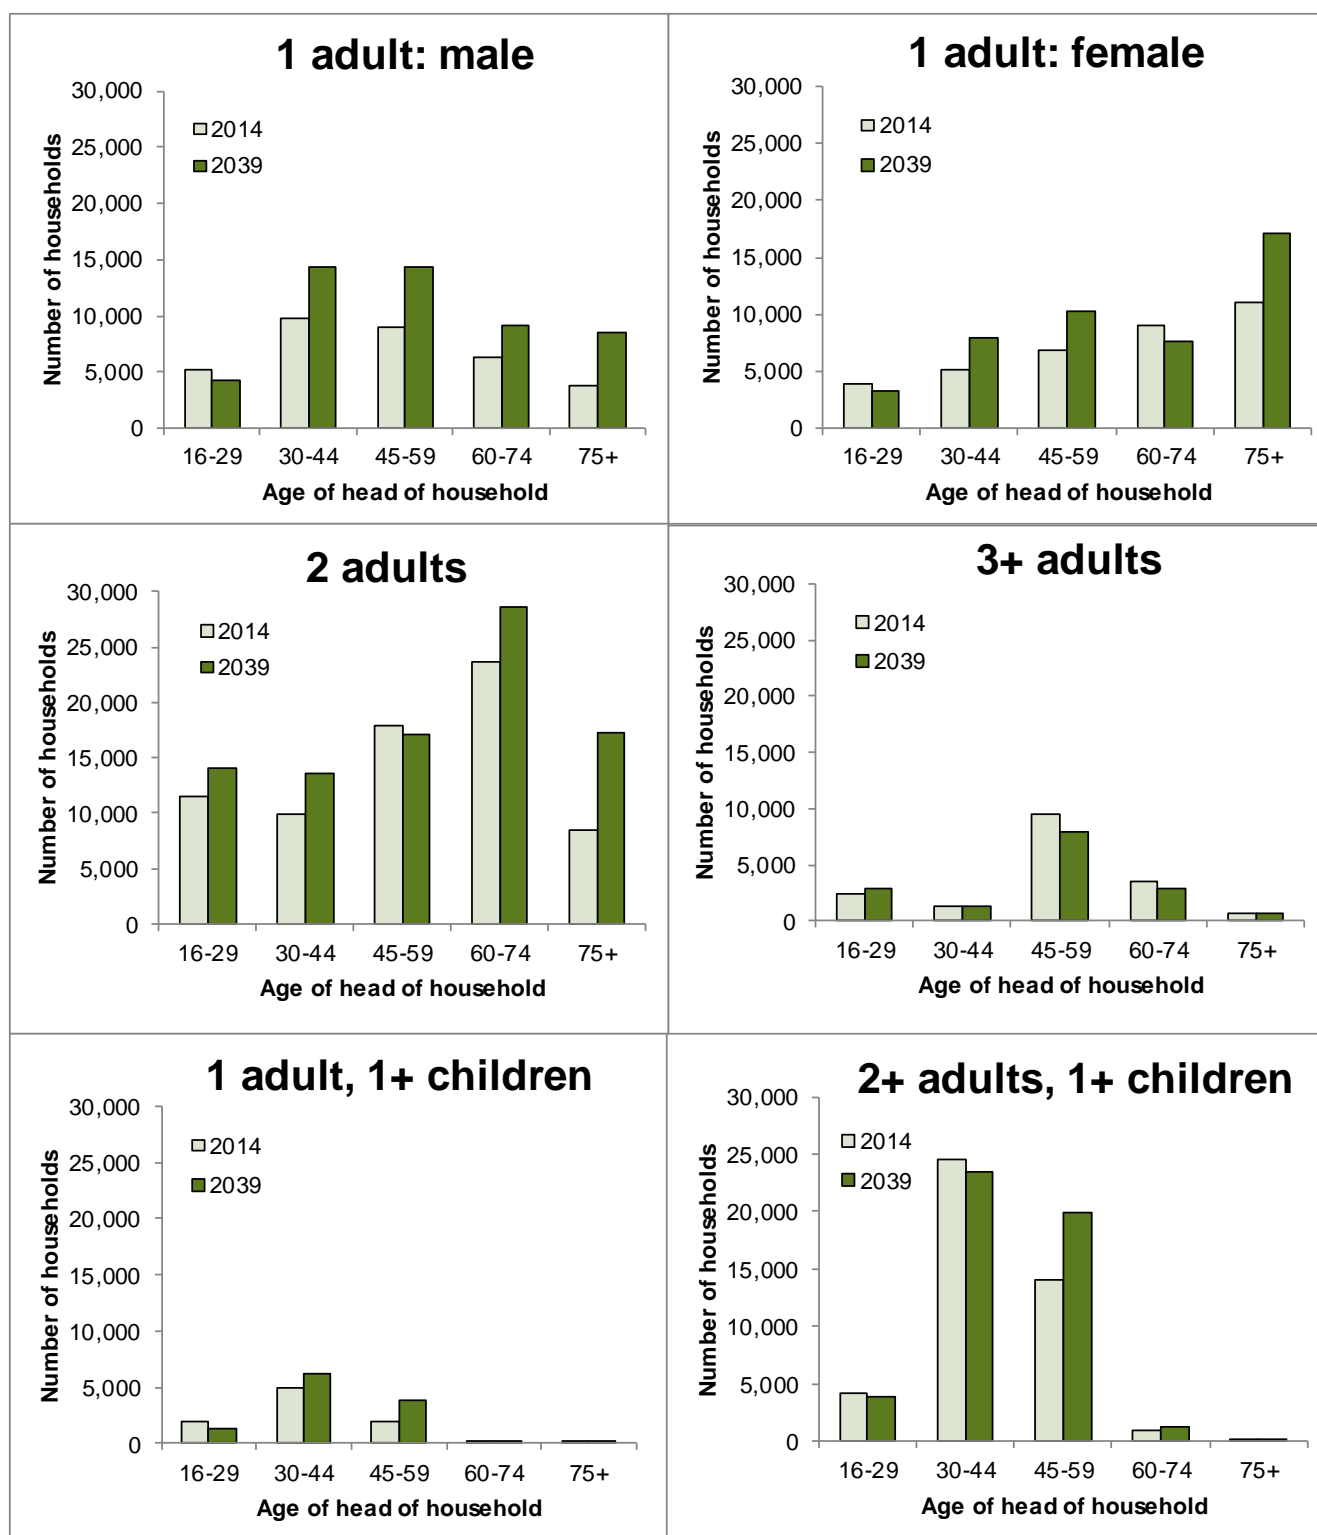 1 adult: male
30,000
25,000
20,000
15,000
10,000
5,000
0
Number of households
2014
2039
16-29 30-44 45-59 60-74 75+
Age of head of household
1 adult: female
30,000
25,000
20,000
15,000
10,000
5,000
0
Number of households
2014
2039
16-29 30-44 45-59 60-74 75+
Age of head of household
2 adults
30,000
25,000
20,000
15,000
10,000
5,000
0
Number of households
2014
2039
16-29 30-44 45-59 60-74 75+
Age of head of household
3+ adults
30,000
25,000
20,000
15,000
10,000
5,000
0
Number of households
2014
2039
16-29 30-44 45-59 60-74 75+
Age of head of household
1 adult, 1+ children
30,000
25,000
20,000
15,000
10,000
5,000
0
Number of households
2014
2039
16-29 30-44 45-59 60-74 75+
Age of head of household
2+ adults, 1+ children
30,000
25,000
20,000
15,000
10,000
5,000
0
Number of households
2014
2039
16-29 30-44 45-59 60-74 75+
Age of head of household